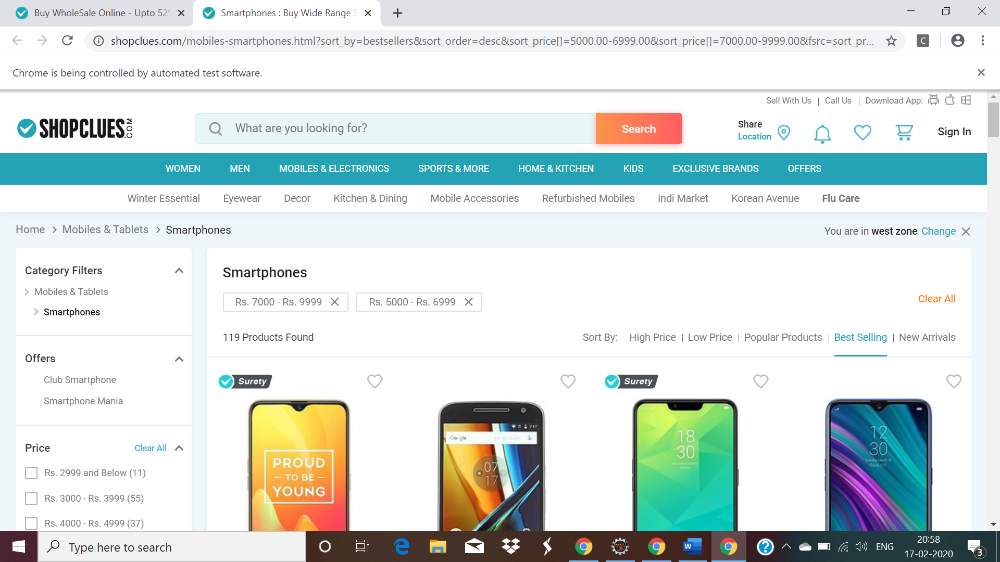 Buy WholeSale Online - Upto 52%
Smartphones : Buy Wide Range S
shopclues.com/mobiles-smartphones.html?sort_by=bestsellers&sort_order=desc&sort_price[]=5000.00-6999.00&sort_price[]=7000.00-9999.00&fsrc=sort_pr...
C
Chrome is being controlled by automated test software.
Sell With Us | Call Us | Download App:
SHOPCLUES.COM
What are you looking for?
Search
Share
Location
Sign In
WOMEN MEN MOBILES & ELECTRONICS SPORTS & MORE HOME & KITCHEN KIDS EXCLUSIVE BRANDS OFFERS
Winter Essential Eyewear Decor Kitchen & Dining Mobile Accessories Refurbished Mobiles Indi Market Korean Avenue Flu Care
Home > Mobiles & Tablets > Smartphones
You are in west zone Change
Category Filters
Mobiles & Tablets
Smartphones
Offers
Club Smartphone
Smartphone Mania
Price Clear All
Rs. 2999 and Below (11)
Rs. 3000 - Rs. 3999 (55)
Rs. 4000 - Rs. 4999 (37)
Smartphones
Rs. 7000 - Rs. 9999
Rs. 5000 - Rs. 6999
Clear All
119 Products Found
Sort By: High Price | Low Price | Popular Products | Best Selling | New Arrivals
Surety
PROUD
TO BE
YOUNG
7:17
Google
07
17
Surety
18
30
12
30
Type here to search
Java EE
IDE
W
?
ENG
20:58
17-02-2020
3